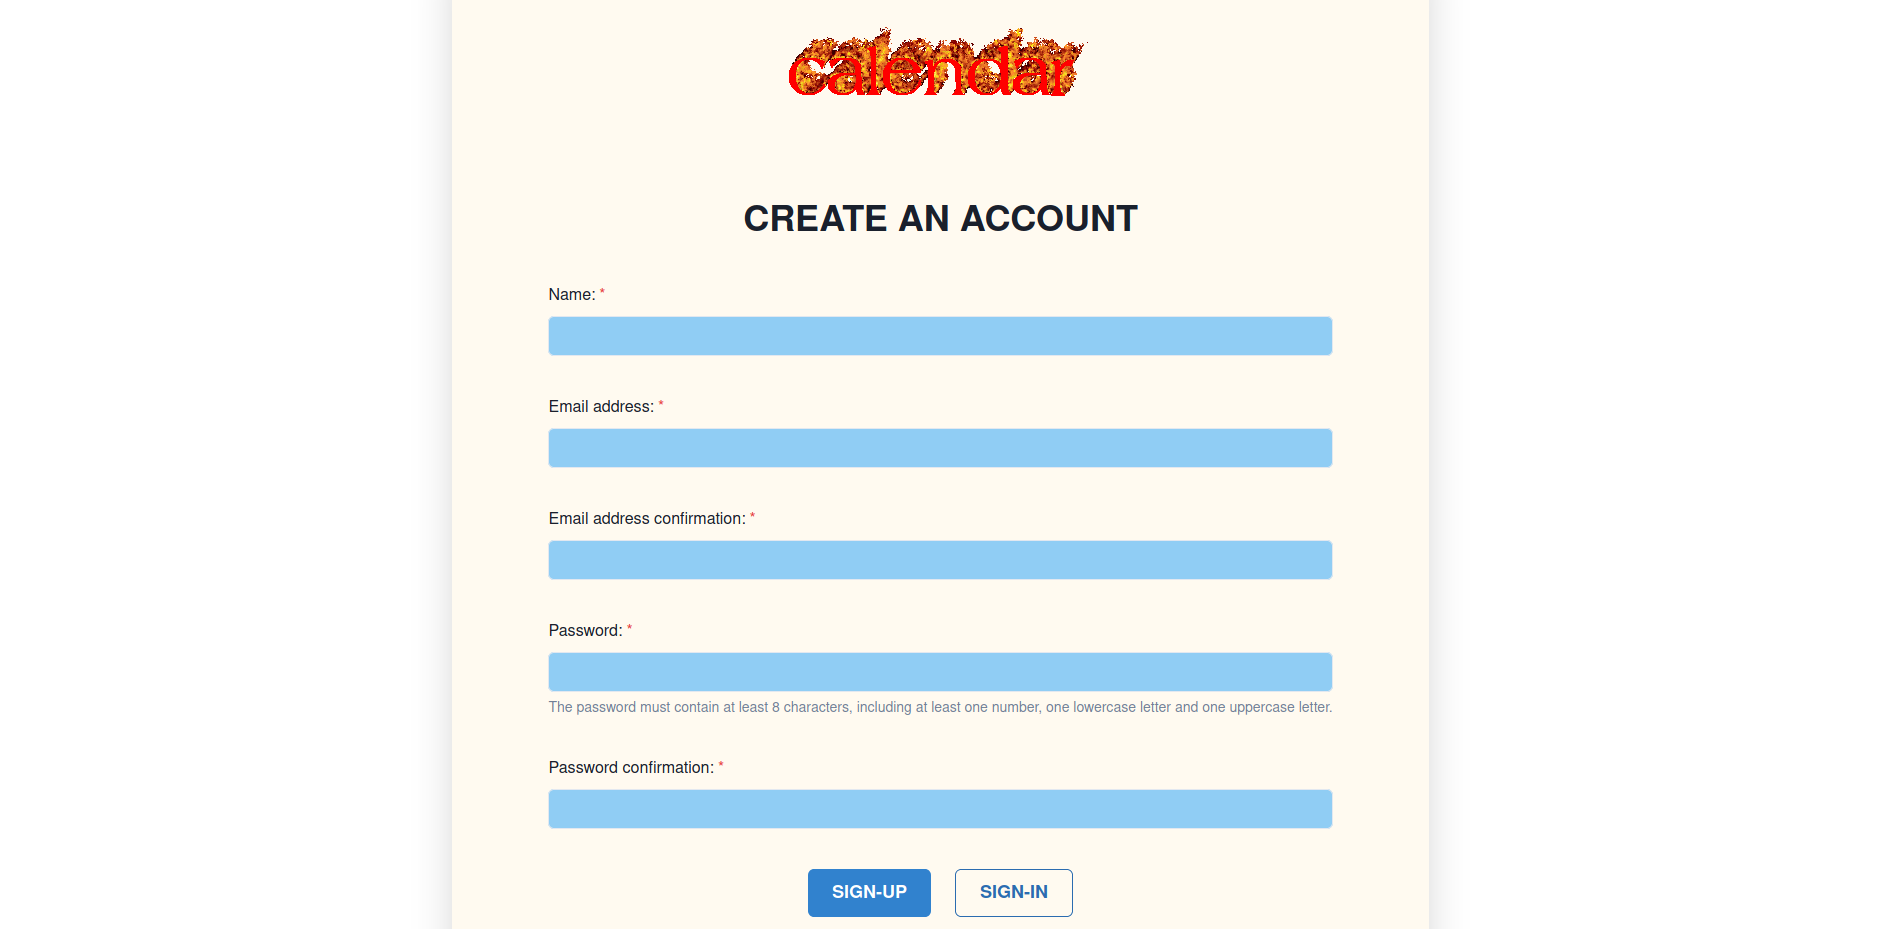 calendar
CREATE AN ACCOUNT
Name: *
Email address: *
Email address confirmation: *
Password: *
The password must contain at least 8 characters, including at least one number, one lowercase letter and one uppercase letter.
Password confirmation: *
SIGN-UP SIGN-IN